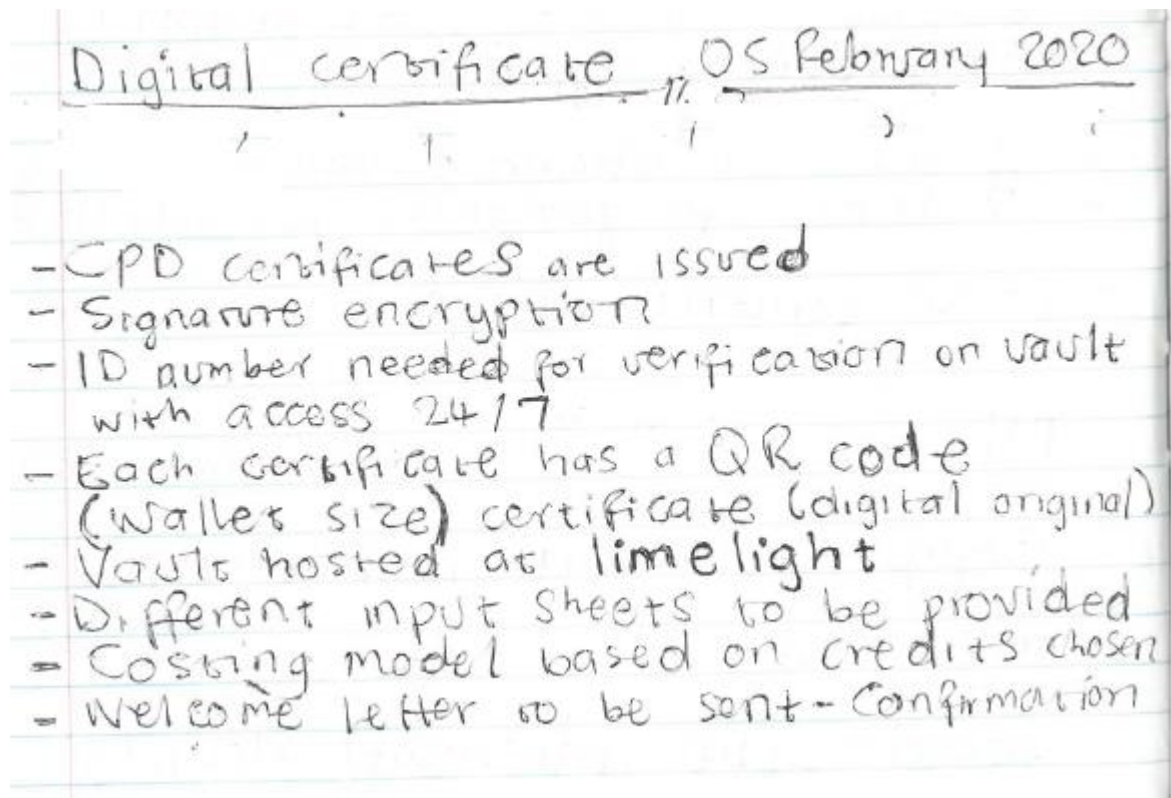 Digital certificate 05 February 2020
- CPD certificates are issued
- Signature encryption
- ID number needed for verification on vault
with access 24/7
- Each certificate has a QR code
(wallet size) certificate (digital original)
- Vault hosted at limelight
- Different input sheets to be provided
- Costing model based on credits chosen
- Welcome letter to be sent - Confirmation